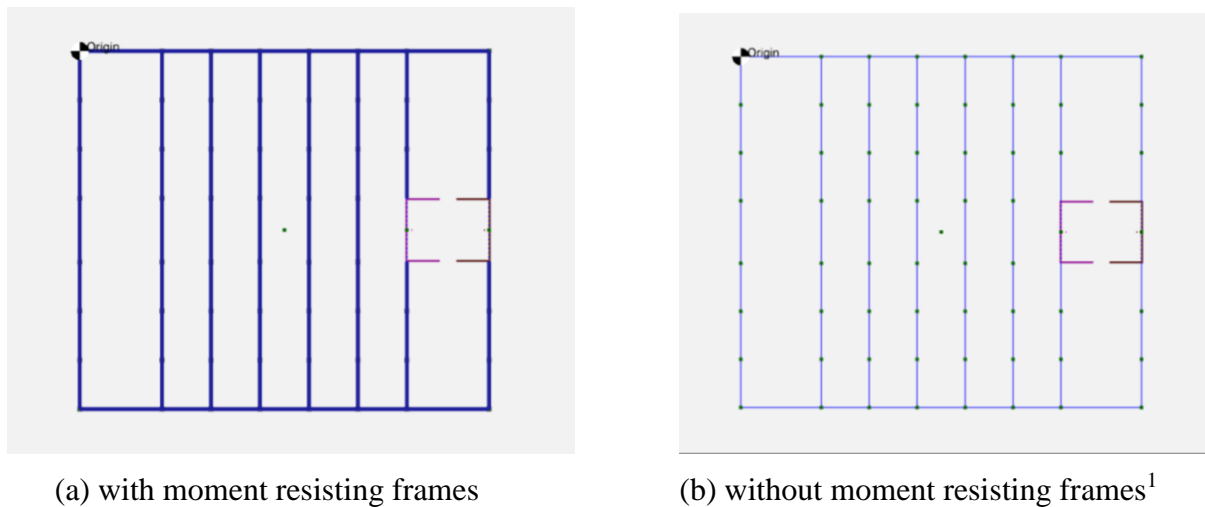 Origin
Origin
(a) with moment resisting frames
(b) without moment resisting frames¹